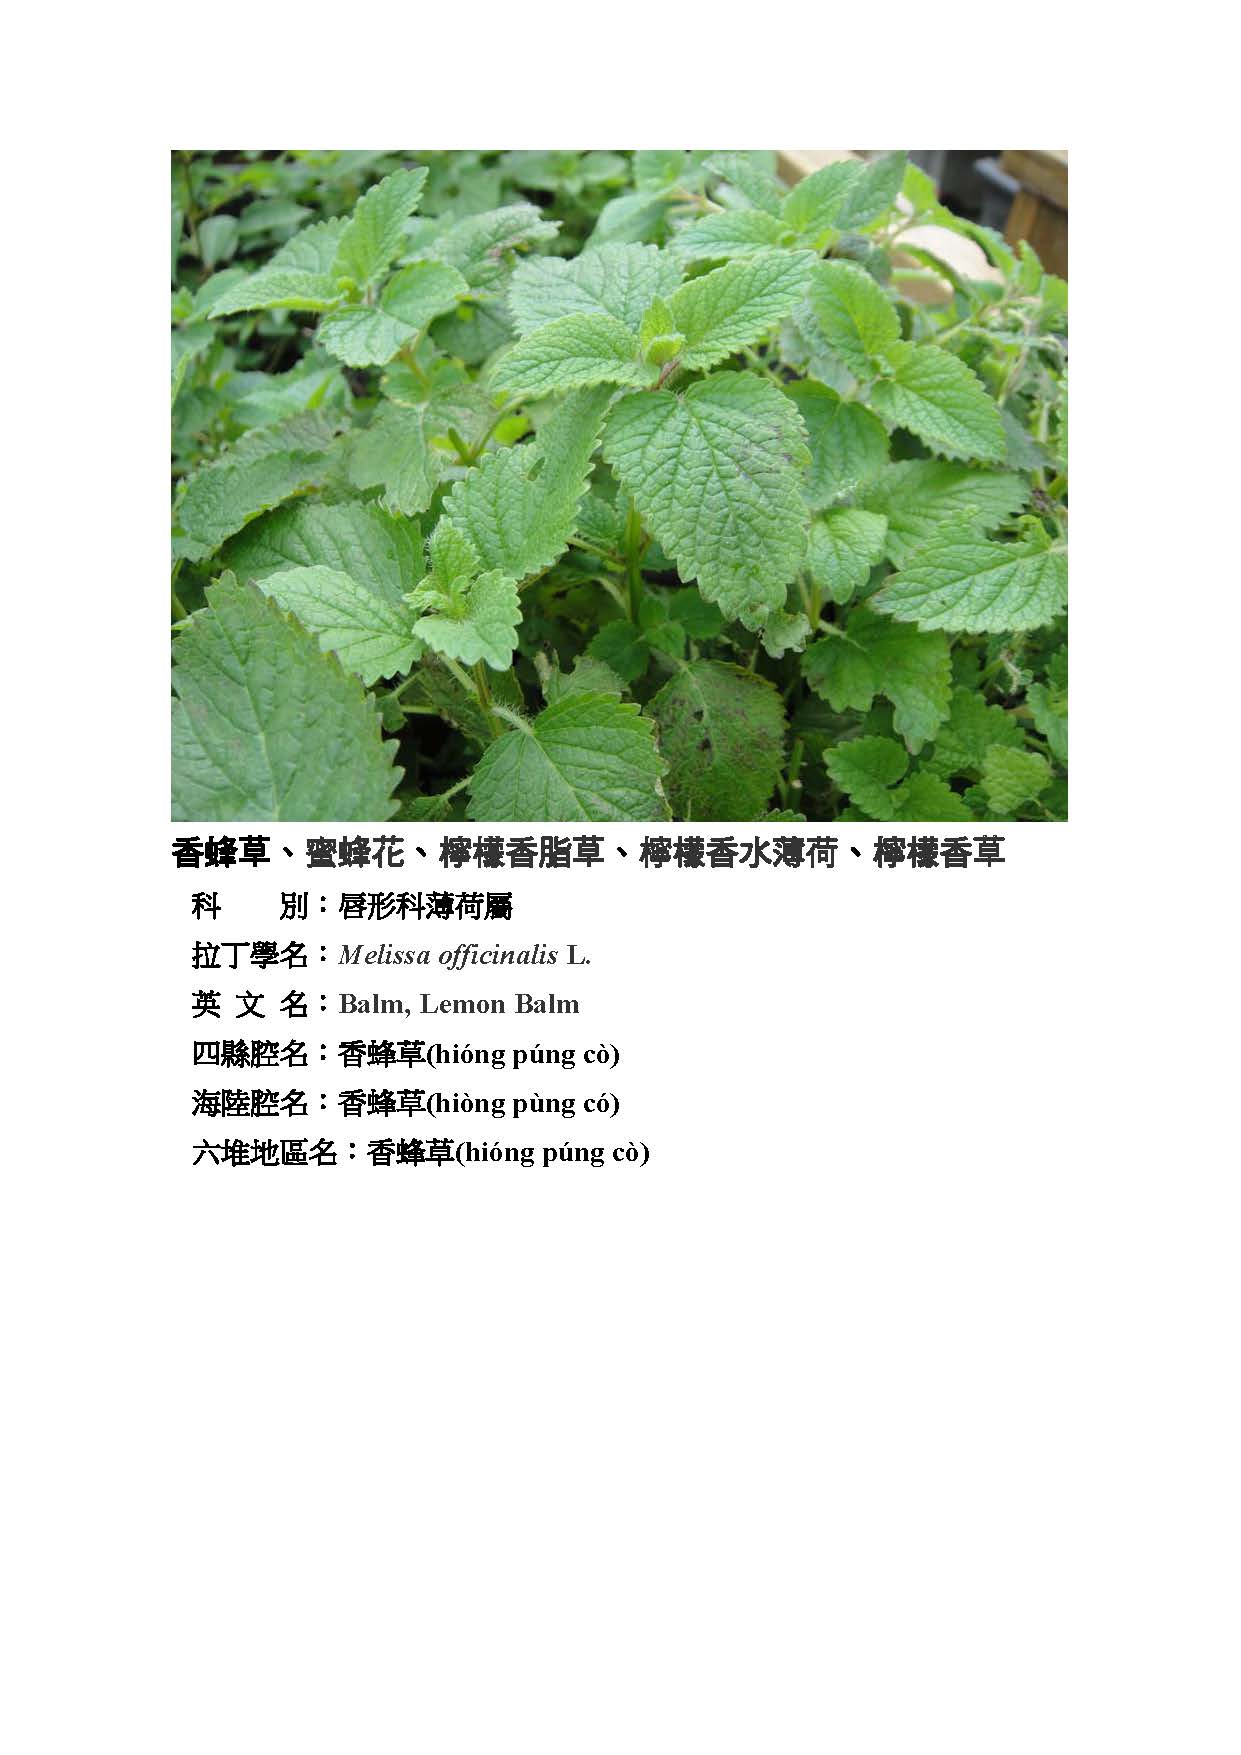 香蜂草、蜜蜂花、檸檬香脂草、檸檬香水薄荷、檸檬香草
科　　別：唇形科薄荷屬
拉丁學名：Melissa officinalis L.
英 文 名：Balm, Lemon Balm
四縣腔名：香蜂草(hióng púng cò)
海陸腔名：香蜂草(hiòng pùng có)
六堆地區名：香蜂草(hióng púng cò)